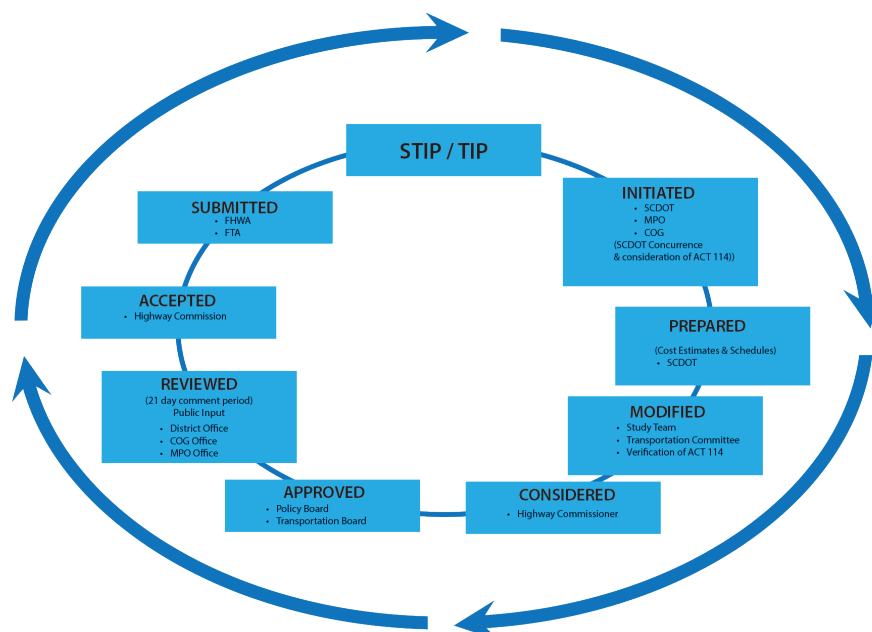 STIP / TIP
INITIATED
• SCDOT
• MPO
• COG
(SCDOT Concurrence
& consideration of ACT 114))
PREPARED
(Cost Estimates & Schedules)
• SCDOT
MODIFIED
• Study Team
• Transportation Committee
• Verification of ACT 114
CONSIDERED
• Highway Commissioner
APPROVED
• Policy Board
• Transportation Board
REVIEWED
(21 day comment period)
Public Input
• District Office
• COG Office
• MPO Office
ACCEPTED
• Highway Commission
SUBMITTED
• FHWA
• FTA